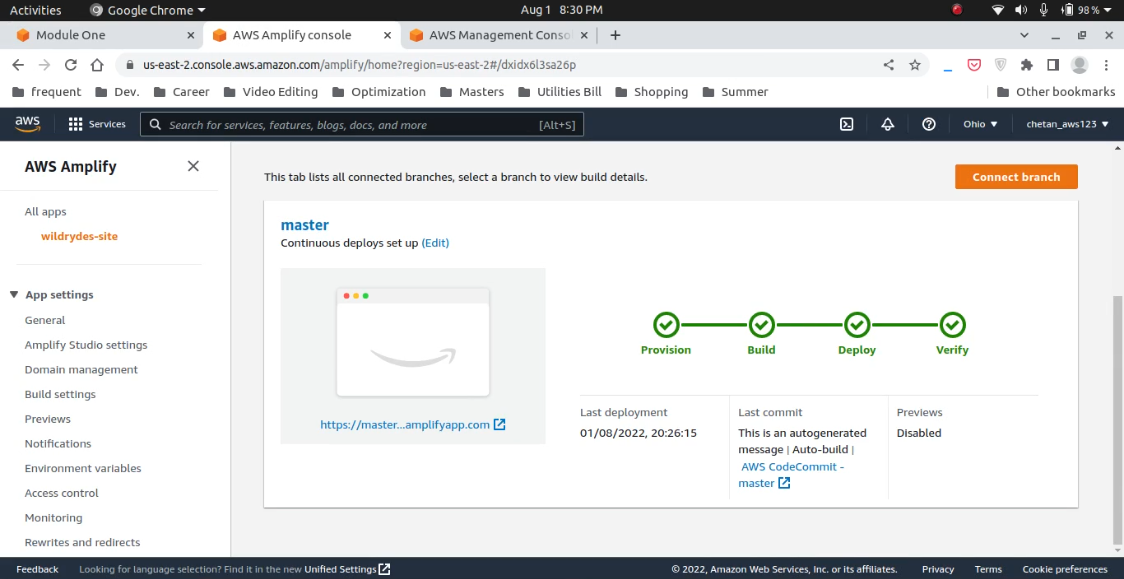 Activities
Google Chrome
Aug 1 8:30 PM
98 %
Module One
AWS Amplify console
AWS Management Conso
us-east-2.console.aws.amazon.com/amplify/home?region=us-east-2#/dxidx6l3sa26p
frequent
Dev.
Career
Video Editing
Optimization
Masters
Utilities Bill
Shopping
Summer
Other bookmarks
aws
Services
Search for services, features, blogs, docs, and more
[Alt+S]
Ohio
chetan_aws123
AWS Amplify
All apps
wildrydes-site
App settings
General
Amplify Studio settings
Domain management
Build settings
Previews
Notifications
Environment variables
Access control
Monitoring
Rewrites and redirects
This tab lists all connected branches, select a branch to view build details.
Connect branch
master
Continuous deploys set up (Edit)
https://master...amplifyapp.com
Provision
Build
Deploy
Verify
Last deployment
01/08/2022, 20:26:15
Last commit
This is an autogenerated
message | Auto-build |
AWS CodeCommit -
master
Previews
Disabled
Feedback
Looking for language selection? Find it in the new Unified Settings
© 2022, Amazon Web Services, Inc. or its affiliates.
Privacy
Terms
Cookie preferences